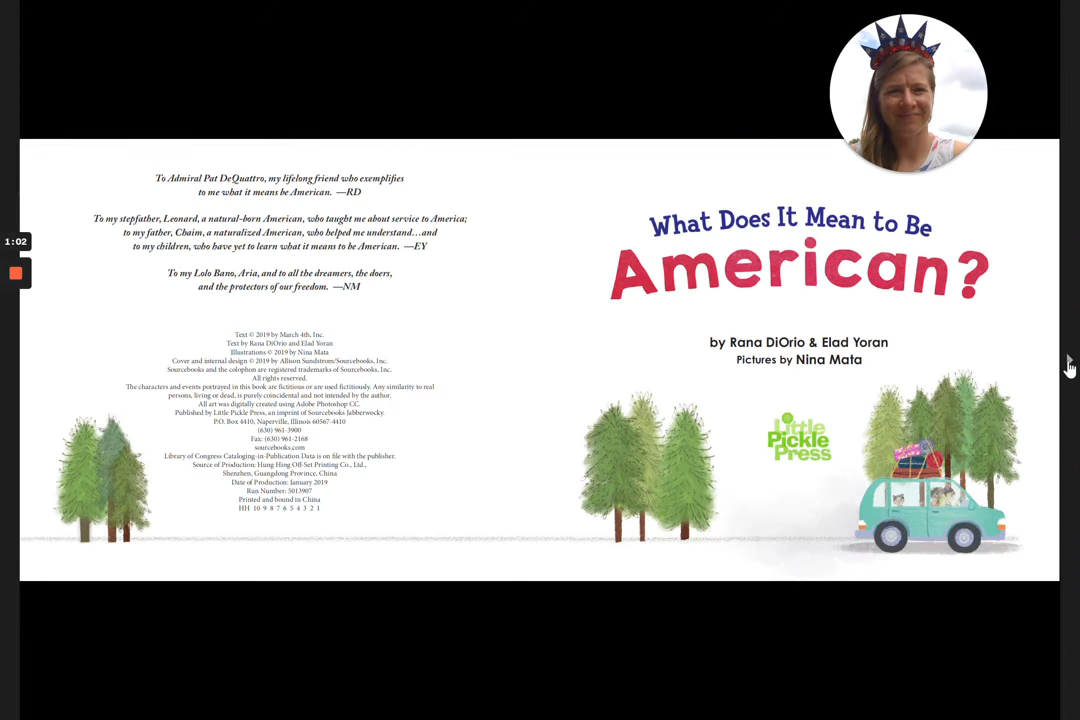 1:02
To Admiral Pat DeQuattro, my lifelong friend who exemplifies
to me what it means be American. —RD
To my stepfather, Leonard, a natural-born American, who taught me about service to America;
to my father, Chaim, a naturalized American, who helped me understand…and
to my children, who have yet to learn what it means to be American. —EY
To my Lolo Bano, Aria, and to all the dreamers, the doers,
and the protectors of our freedom. —NM
Text © 2019 by March 4th, Inc.
Text by Rana DiOrio and Elad Yoran
Illustrations © 2019 by Nina Mata
Cover and internal design © 2019 by Allison Sundstrom/Sourcebooks, Inc.
Sourcebooks and the colophon are registered trademarks of Sourcebooks, Inc.
All rights reserved.
The characters and events portrayed in this book are fictitious or are used fictitiously. Any similarity to real
persons, living or dead, is purely coincidental and not intended by the author.
All art was digitally created using Adobe Photoshop CC.
Published by Little Pickle Press, an imprint of Sourcebooks Jabberwocky.
P.O. Box 4410, Naperville, Illinois 60567-4410
(630) 961-3900
Fax: (630) 961-2168
sourcebooks.com
Library of Congress Cataloging-in-Publication Data is on file with the publisher.
Source of Production: Hung Hing Off-Set Printing Co., Ltd.,
Shenzhen, Guangdong Province, China
Date of Production: January 2019
Run Number: 5013907
Printed and bound in China
HH 10 9 8 7 6 5 4 3 2 1
What Does It Mean to Be
American?
by Rana DiOrio & Elad Yoran
Pictures by Nina Mata
Little
Pickle
Press